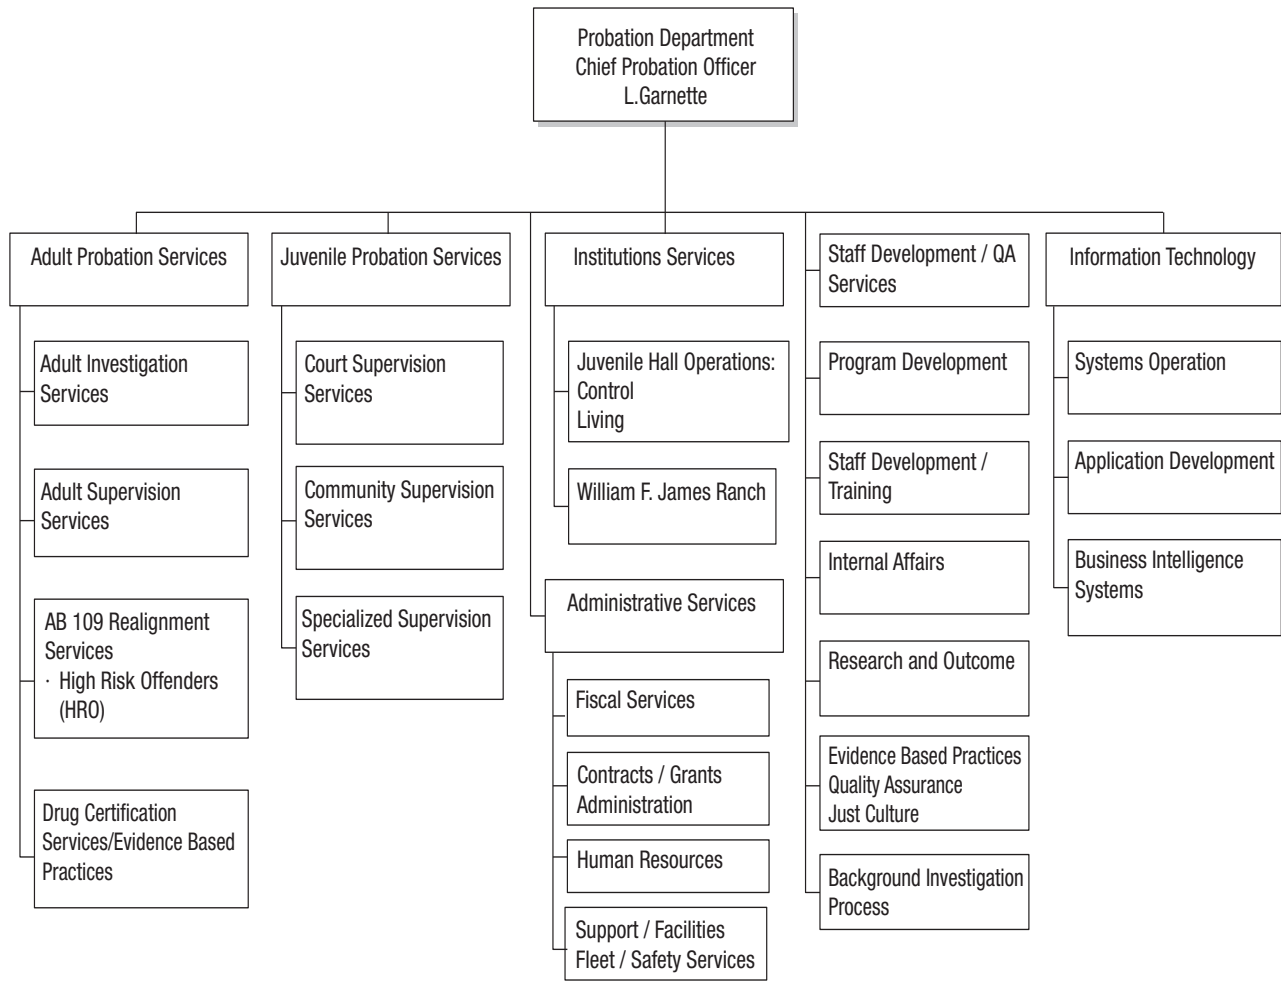 Probation Department
Chief Probation Officer
L.Garnette
Adult Probation Services
Adult Investigation
Services
Adult Supervision
Services
AB 109 Realignment
Services
· High Risk Offenders
(HRO)
Drug Certification
Services/Evidence Based
Practices
Juvenile Probation Services
Court Supervision
Services
Community Supervision
Services
Specialized Supervision
Services
Institutions Services
Juvenile Hall Operations:
Control
Living
William F. James Ranch
Administrative Services
Fiscal Services
Contracts / Grants
Administration
Human Resources
Support / Facilities
Fleet / Safety Services
Staff Development / QA
Services
Program Development
Staff Development /
Training
Internal Affairs
Research and Outcome
Evidence Based Practices
Quality Assurance
Just Culture
Background Investigation
Process
Information Technology
Systems Operation
Application Development
Business Intelligence
Systems